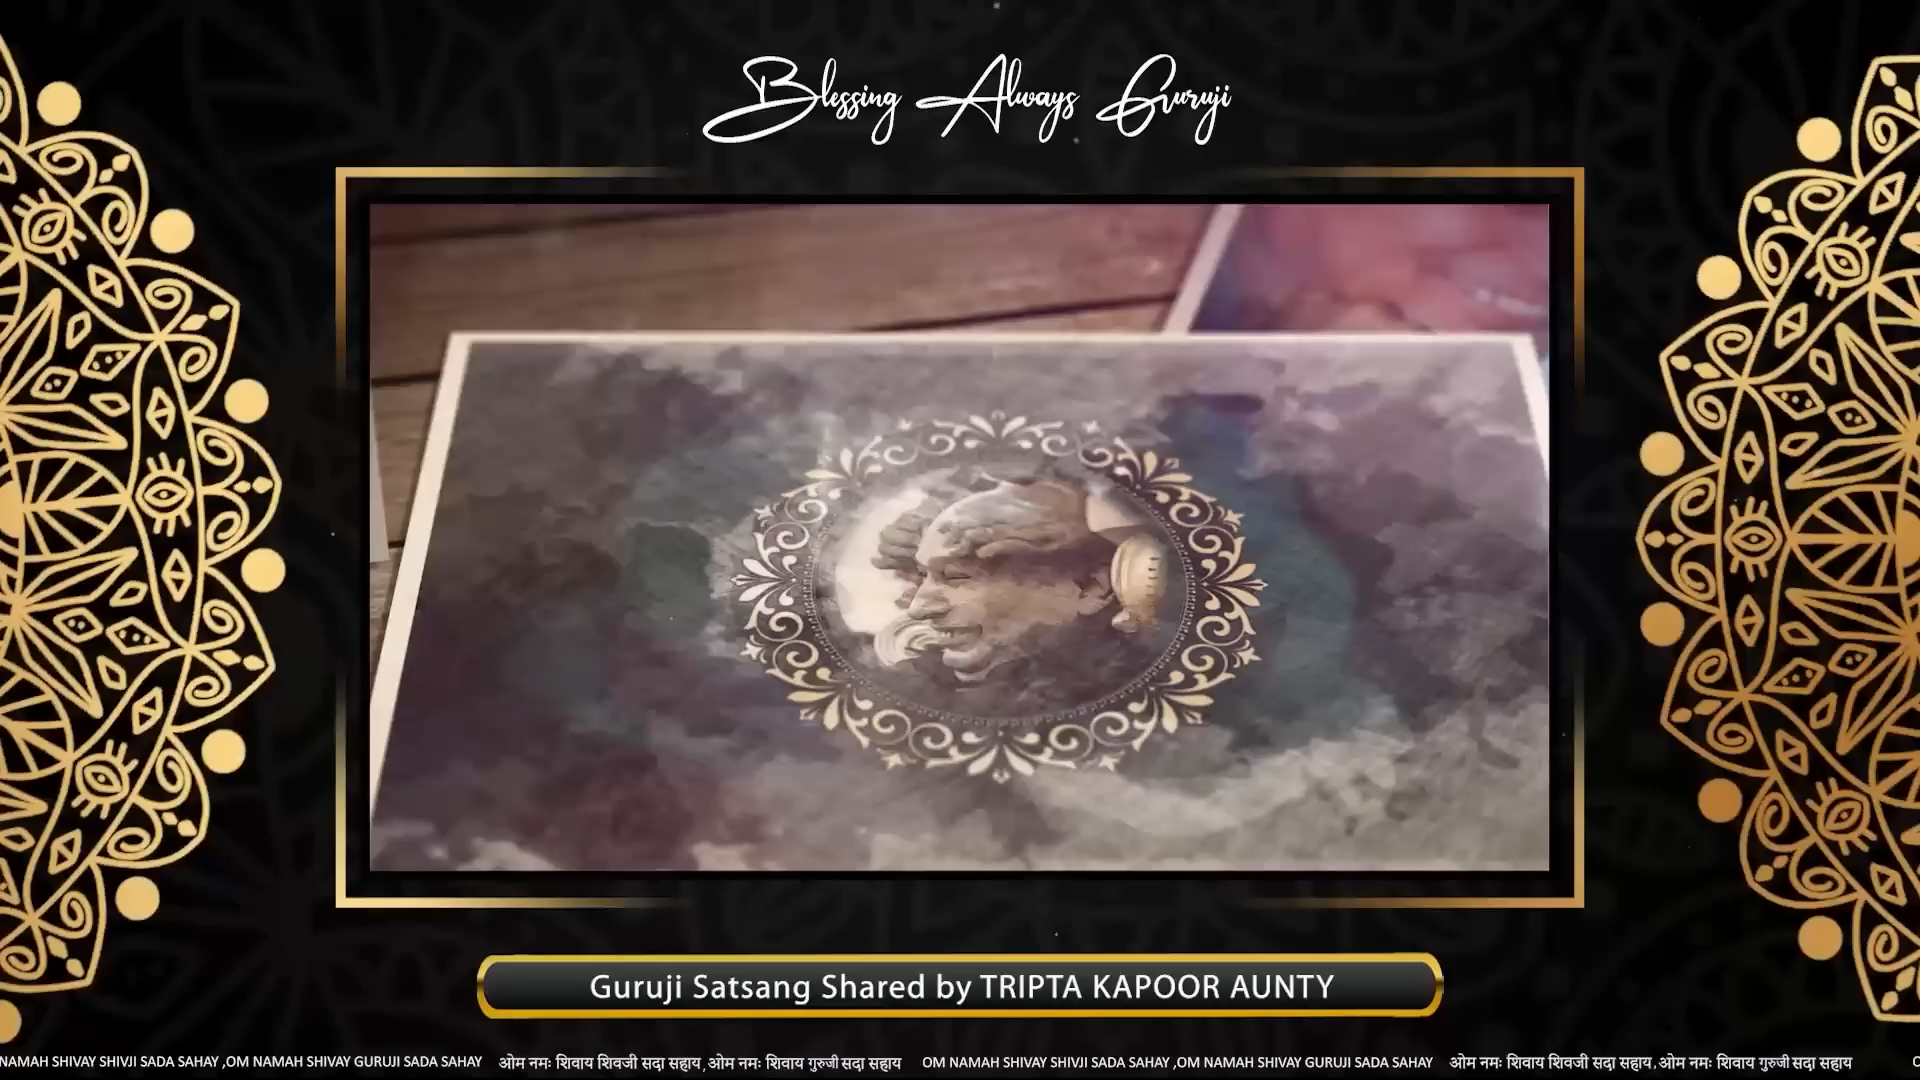 Blessing Always Guruji
Guruji Satsang Shared by TRIPTA KAPOOR AUNTY
NAMAH SHIVAY SHIVJI SADA SAHAY ,OM NAMAH SHIVAY GURUJI SADA SAHAY ओम नमः शिवाय शिवजी सदा सहाय, ओम नमः शिवाय गुरुजी सदा सहाय OM NAMAH SHIVAY SHIVJI SADA SAHAY ,OM NAMAH SHIVAY GURUJI SADA SAHAY ओम नमः शिवाय शिवजी सदा सहाय, ओम नमः शिवाय गुरुजी सदा सहाय